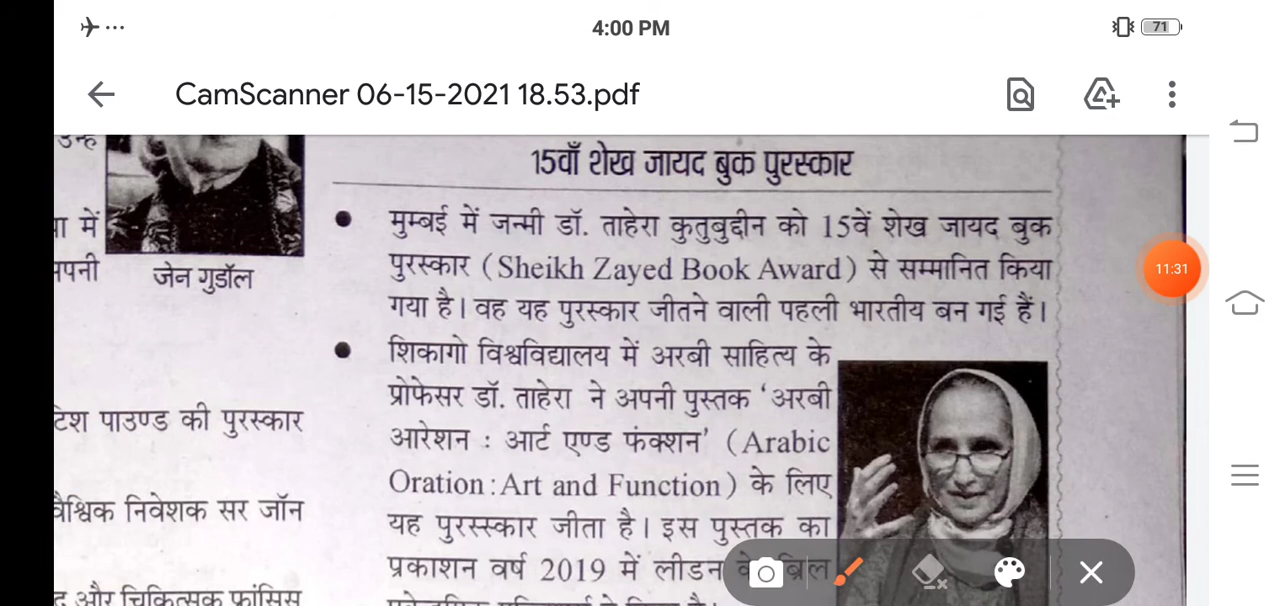 4:00 PM
71
CamScanner 06-15-2021 18.53.pdf
उन्हें
में
अपनी
जेन गुडॉल
पाउण्ड की पुरस्कार
वैश्विक निवेशक सर जॉन
और चिकित्सक फ्रांसिस
15वाँ शेख जायद बुक पुरस्कार
● मुम्बई में जन्मी डॉ. ताहेरा कुतुबुद्दीन को 15वें शेख जायद बुक
पुरस्कार (Sheikh Zayed Book Award) से सम्मानित किया
गया है। वह यह पुरस्कार जीतने वाली पहली भारतीय बन गई हैं।
● शिकागो विश्वविद्यालय में अरबी साहित्य के
प्रोफेसर डॉ. ताहेरा ने अपनी पुस्तक ‘अरबी
आरेशन : आर्ट एण्ड फंक्शन’ (Arabic
Oration : Art and Function) के लिए
यह पुरस्स्कार जीता है। इस पुस्तक का
प्रकाशन वर्ष 2019 में लीडन के ब्रिल
11:31